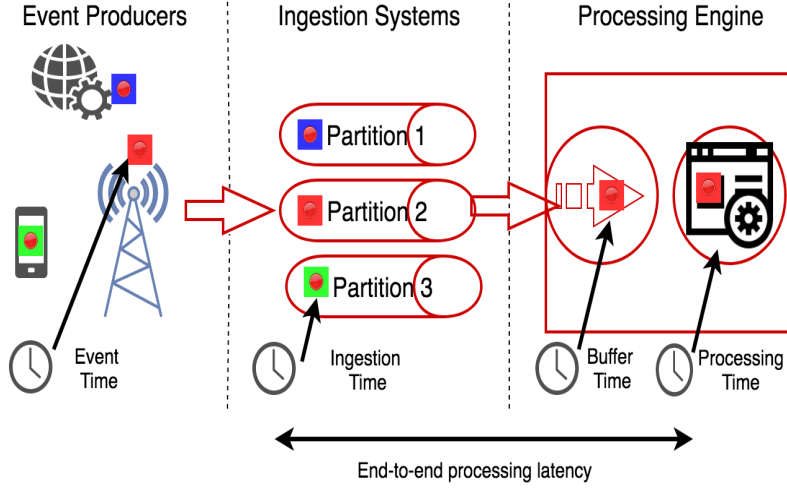 Event Producers
Ingestion Systems
Processing Engine
Partition 1
Partition 2
Partition 3
Event
Time
Ingestion
Time
Buffer
Time
Processing
Time
End-to-end processing latency